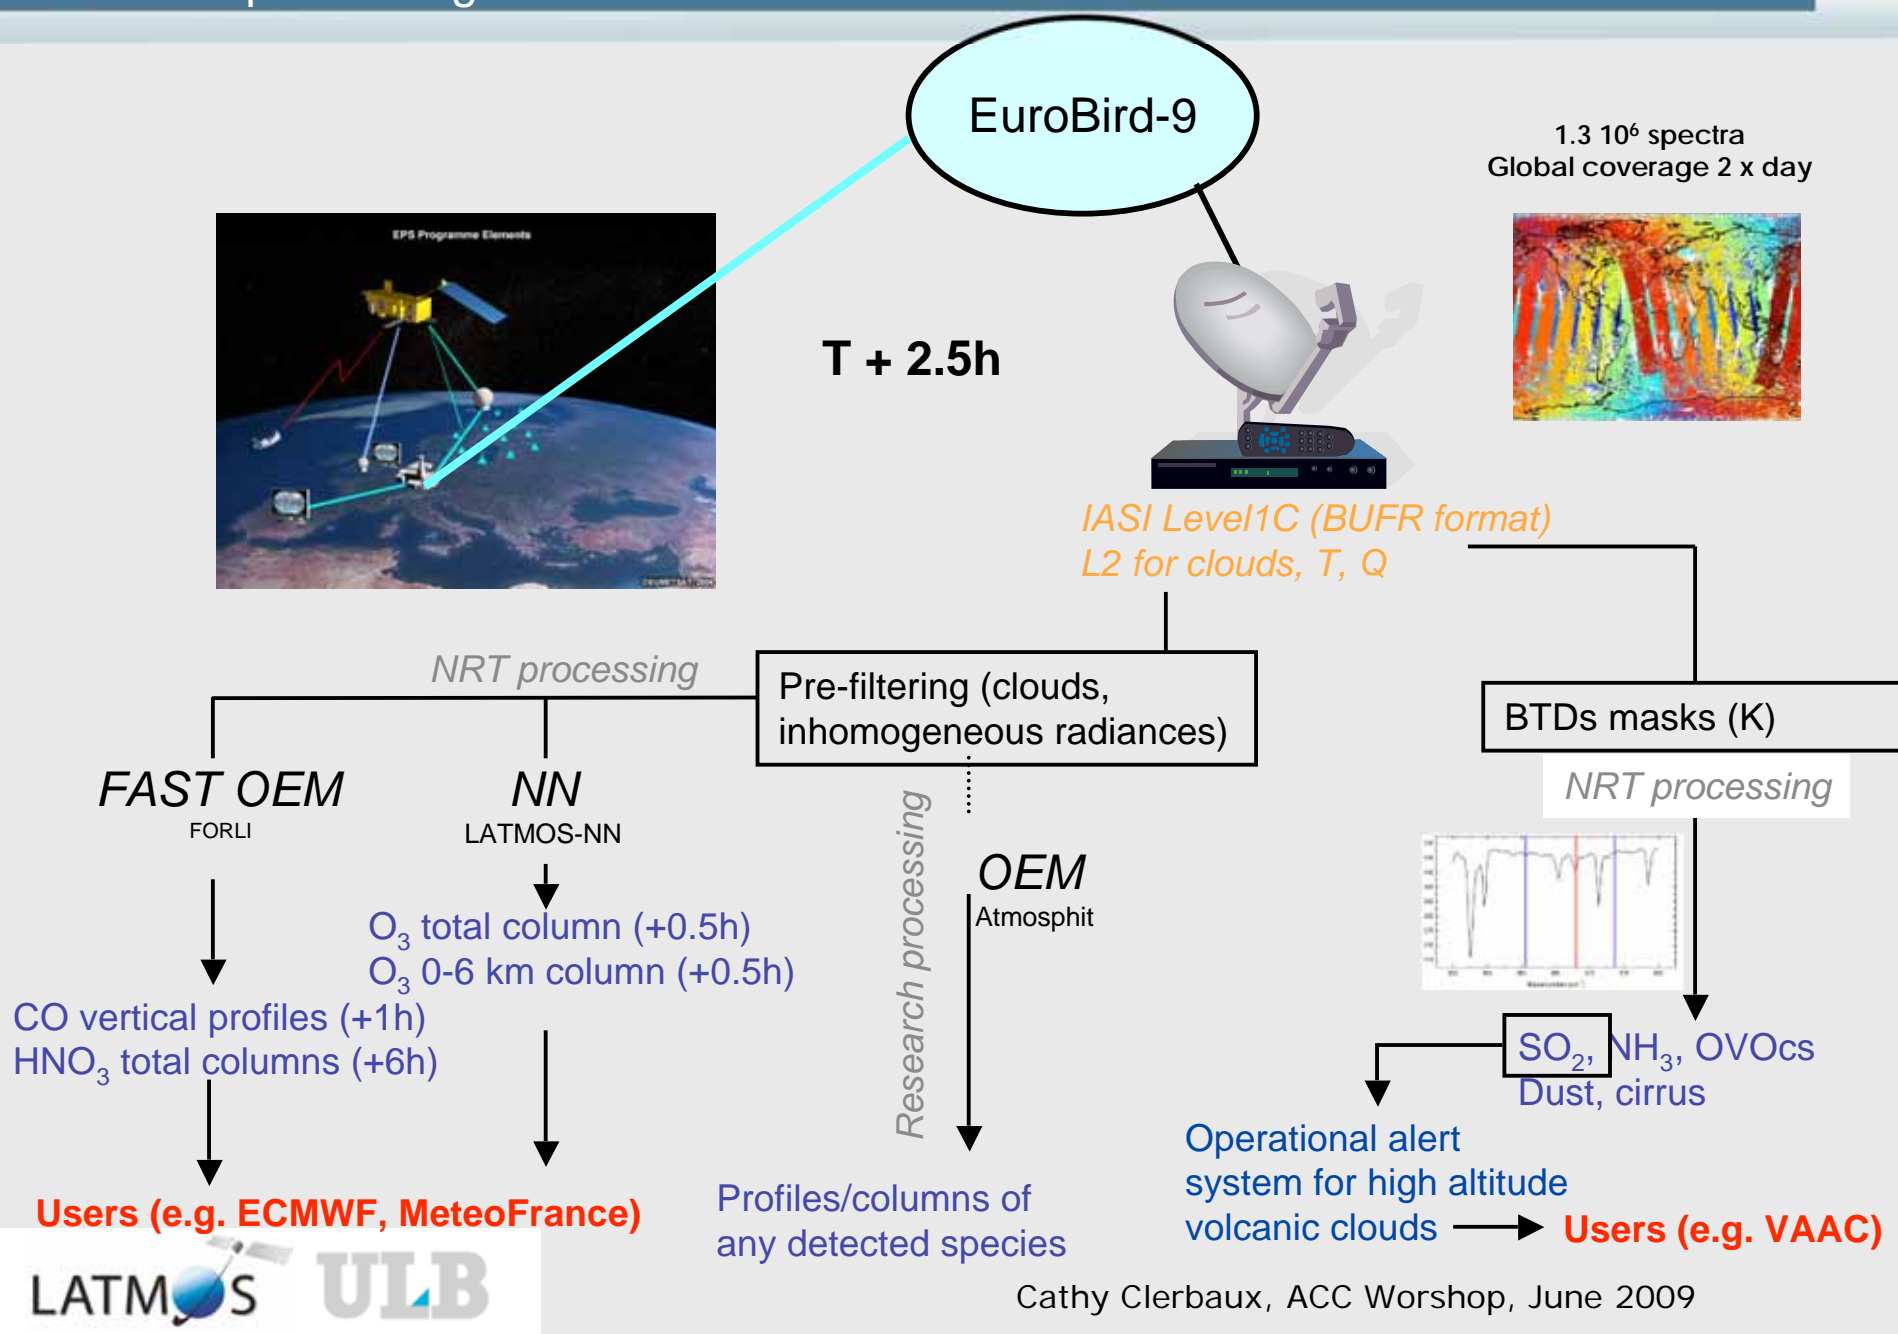 EuroBird-9
1.3 10⁶ spectra
Global coverage 2 x day
EPS Programme Elements
T + 2.5h
IASI Level1C (BUFR format)
L2 for clouds, T, Q
NRT processing
Pre-filtering (clouds,
inhomogeneous radiances)
BTDs masks (K)
NRT processing
FAST OEM
FORLI
NN
LATMOS-NN
Research processing
OEM
Atmosphit
O₃ total column (+0.5h)
O₃ 0-6 km column (+0.5h)
CO vertical profiles (+1h)
HNO₃ total columns (+6h)
SO₂, NH₃, OVOcs
Dust, cirrus
Operational alert
system for high altitude
volcanic clouds
Users (e.g. VAAC)
Users (e.g. ECMWF, MeteoFrance)
Profiles/columns of
any detected species
LATMOS
ULB
Cathy Clerbaux, ACC Worshop, June 2009